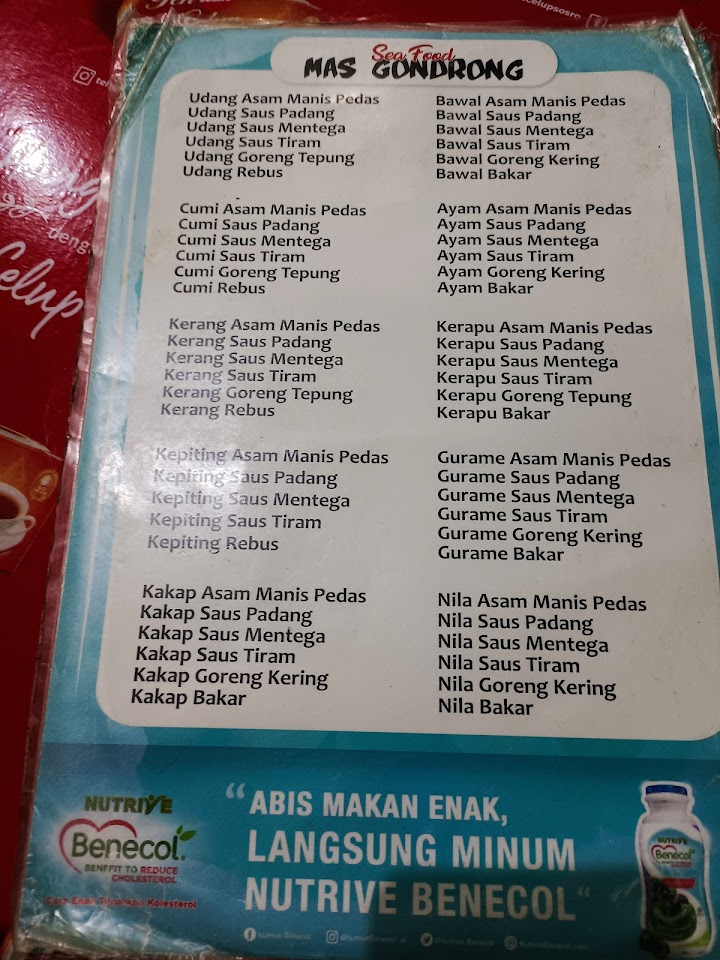 Sea Food
MAS GONDRONG
Udang Asam Manis Pedas
Udang Saus Padang
Udang Saus Mentega
Udang Saus Tiram
Udang Goreng Tepung
Udang Rebus
Cumi Asam Manis Pedas
Cumi Saus Padang
Cumi Saus Mentega
Cumi Saus Tiram
Cumi Goreng Tepung
Cumi Rebus
Kerang Asam Manis Pedas
Kerang Saus Padang
Kerang Saus Mentega
Kerang Saus Tiram
Kerang Goreng Tepung
Kerang Rebus
Kepiting Asam Manis Pedas
Kepiting Saus Padang
Kepiting Saus Mentega
Kepiting Saus Tiram
Kepiting Rebus
Kakap Asam Manis Pedas
Kakap Saus Padang
Kakap Saus Mentega
Kakap Saus Tiram
Kakap Goreng Kering
Kakap Bakar
Bawal Asam Manis Pedas
Bawal Saus Padang
Bawal Saus Mentega
Bawal Saus Tiram
Bawal Goreng Kering
Bawal Bakar
Ayam Asam Manis Pedas
Ayam Saus Padang
Ayam Saus Mentega
Ayam Saus Tiram
Ayam Goreng Kering
Ayam Bakar
Kerapu Asam Manis Pedas
Kerapu Saus Padang
Kerapu Saus Mentega
Kerapu Saus Tiram
Kerapu Goreng Tepung
Kerapu Bakar
Gurame Asam Manis Pedas
Gurame Saus Padang
Gurame Saus Mentega
Gurame Saus Tiram
Gurame Goreng Kering
Gurame Bakar
Nila Asam Manis Pedas
Nila Saus Padang
Nila Saus Mentega
Nila Saus Tiram
Nila Goreng Kering
Nila Bakar
NUTRIVE
Benecol
BENEFIT TO REDUCE
CHOLESTEROL
Cara Enak Turunkan Kolesterol
"ABIS MAKAN ENAK,
LANGSUNG MINUM
NUTRIVE BENECOL"
Nutrive Benecol
NUTRIVE
Benecol
celup